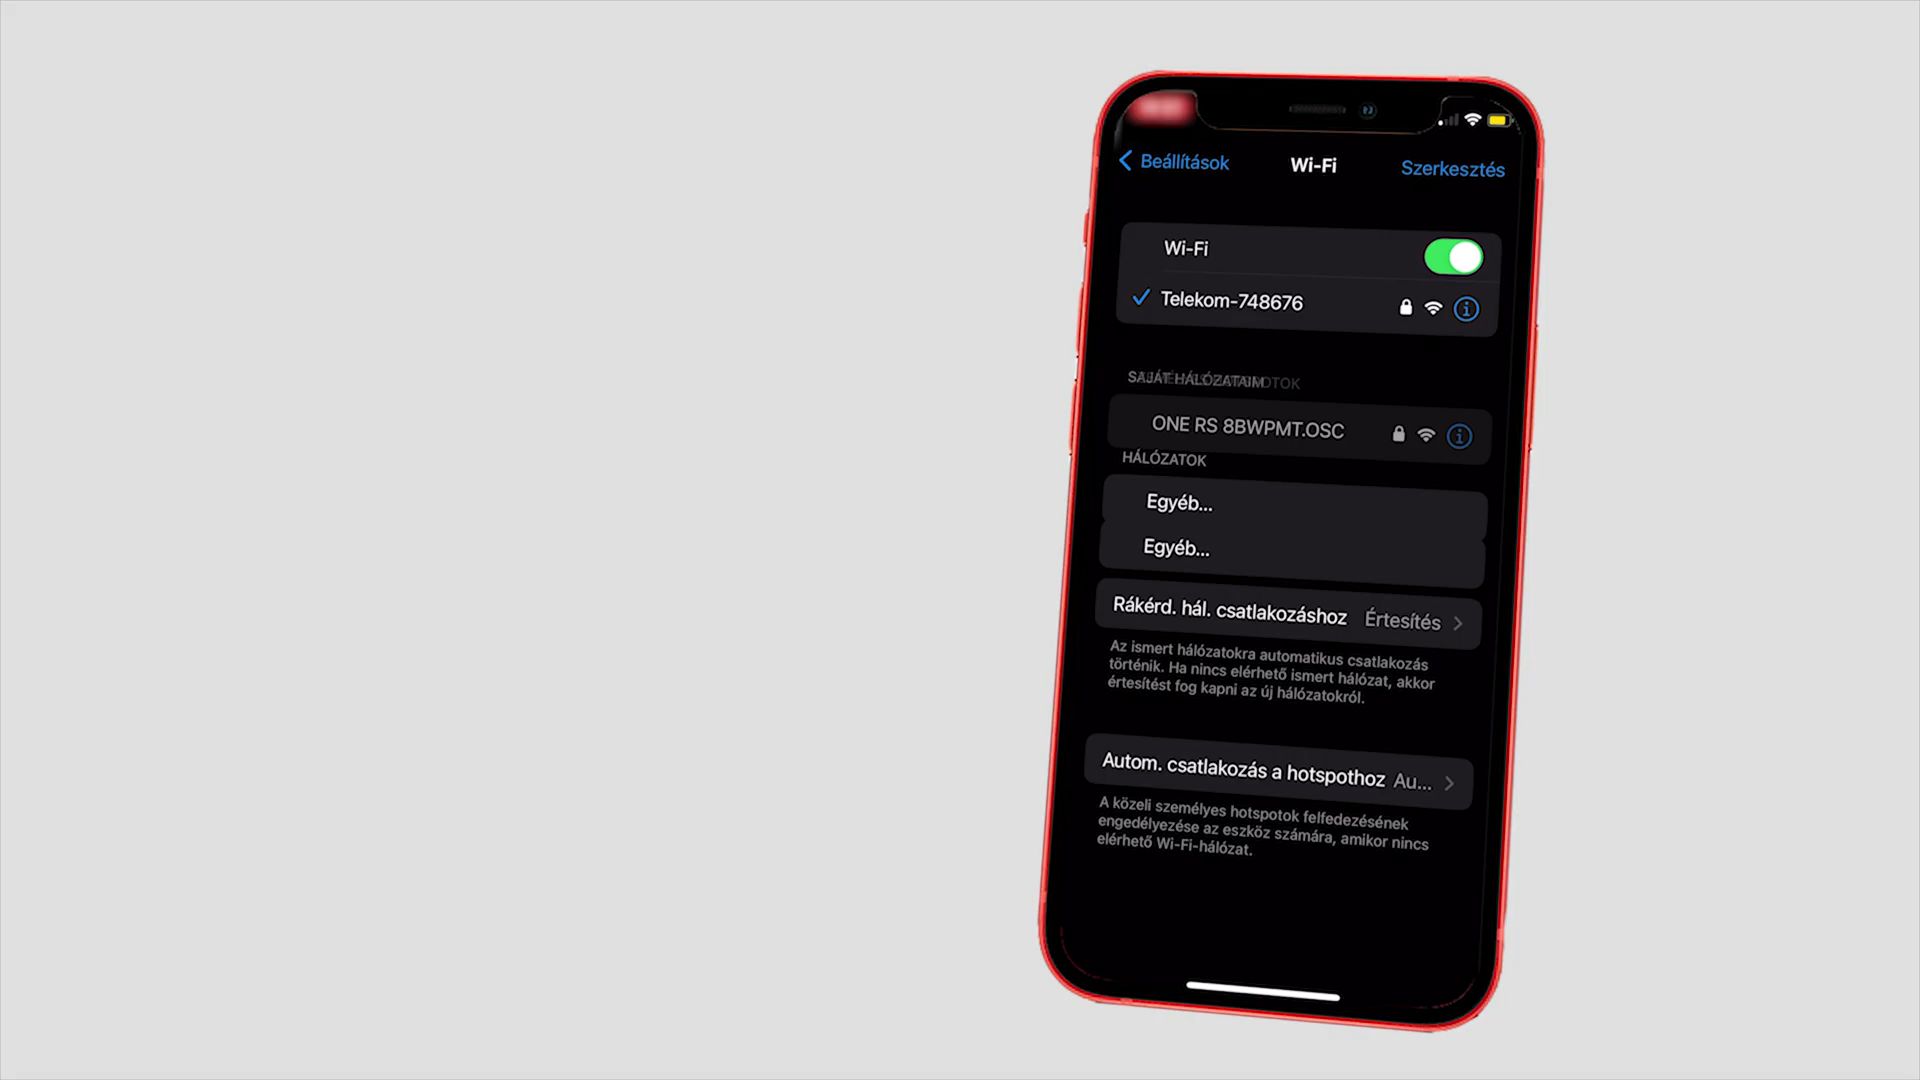 Beállítások
Wi-Fi
Szerkesztés
Wi-Fi
Telekom-748676
SAJÁT HÁLÓZATAIM
ONE RS 8BWPMT.OSC
HÁLÓZATOK
Egyéb...
Egyéb...
Rákérd. hál. csatlakozáshoz Értesítés
Az ismert hálózatokra automatikus csatlakozás
történik. Ha nincs elérhető ismert hálózat, akkor
értesítést fog kapni az új hálózatokról.
Autom. csatlakozás a hotspothoz Au...
A közeli személyes hotspotok felfedezésének
engedélyezése az eszköz számára, amikor nincs
elérhető Wi-Fi-hálózat.